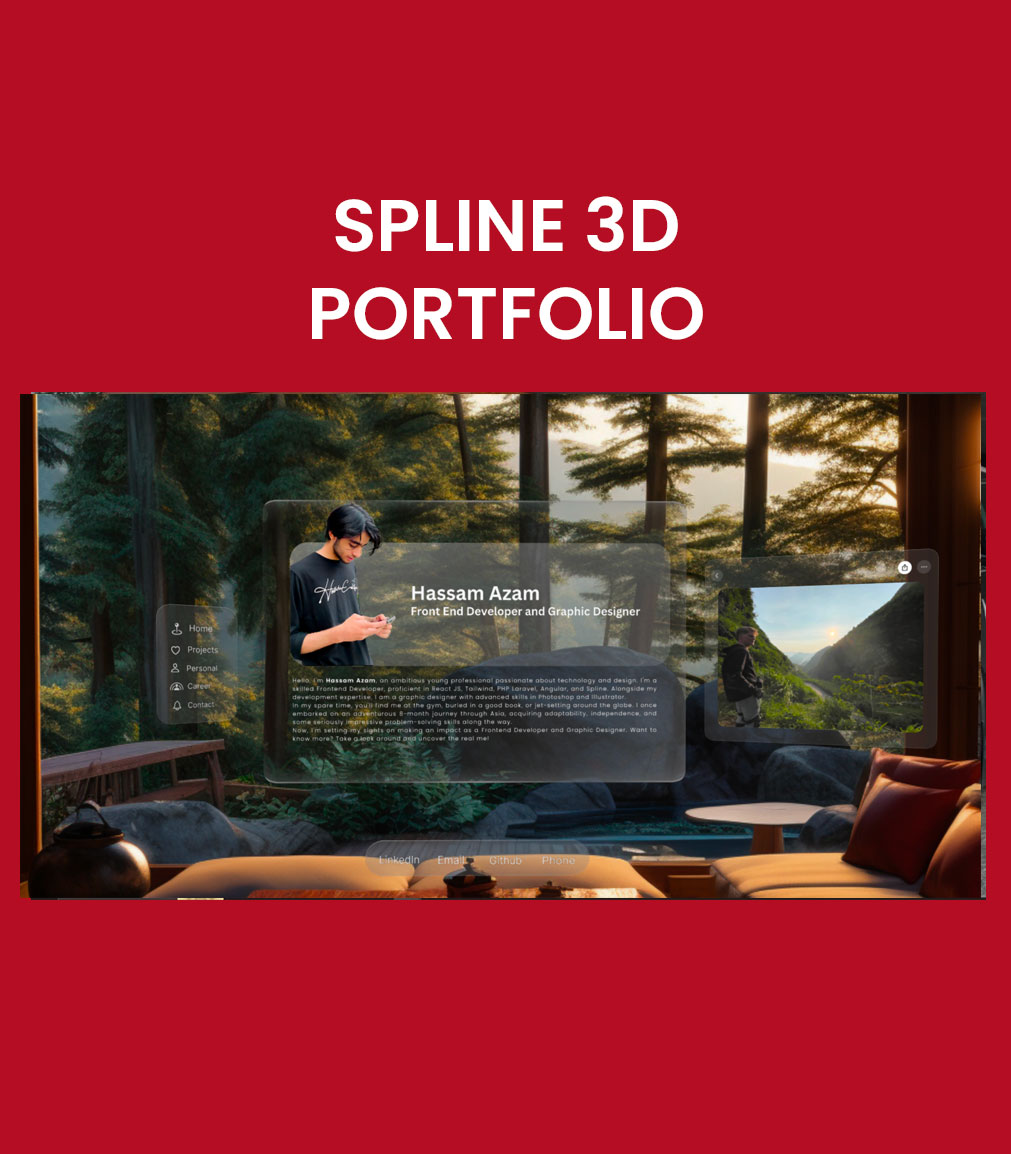 SPLINE 3D
PORTFOLIO
Home
Projects
Personal
Career
Contact
Hassam Azam
Front End Developer and Graphic Designer
Hello, I'm Hassam Azam, an ambitious young professional passionate about technology and design. I'm a
skilled Frontend Developer, proficient in React JS, Tailwind, PHP Laravel, Angular, and Spline. Alongside my
development expertise, I am a graphic designer with advanced skills in Photoshop and Illustrator.
In my spare time, you'll find me at the gym, buried in a good book, or jet-setting around the globe. I once
embarked on an adventurous 8-month journey through Asia, acquiring adaptability, independence, and
some seriously impressive problem-solving skills along the way.
Now, I'm setting my sights on making an impact as a Frontend Developer and Graphic Designer. Want to
know more? Take a look around and uncover the real me!
LinkedIn Email Github Phone